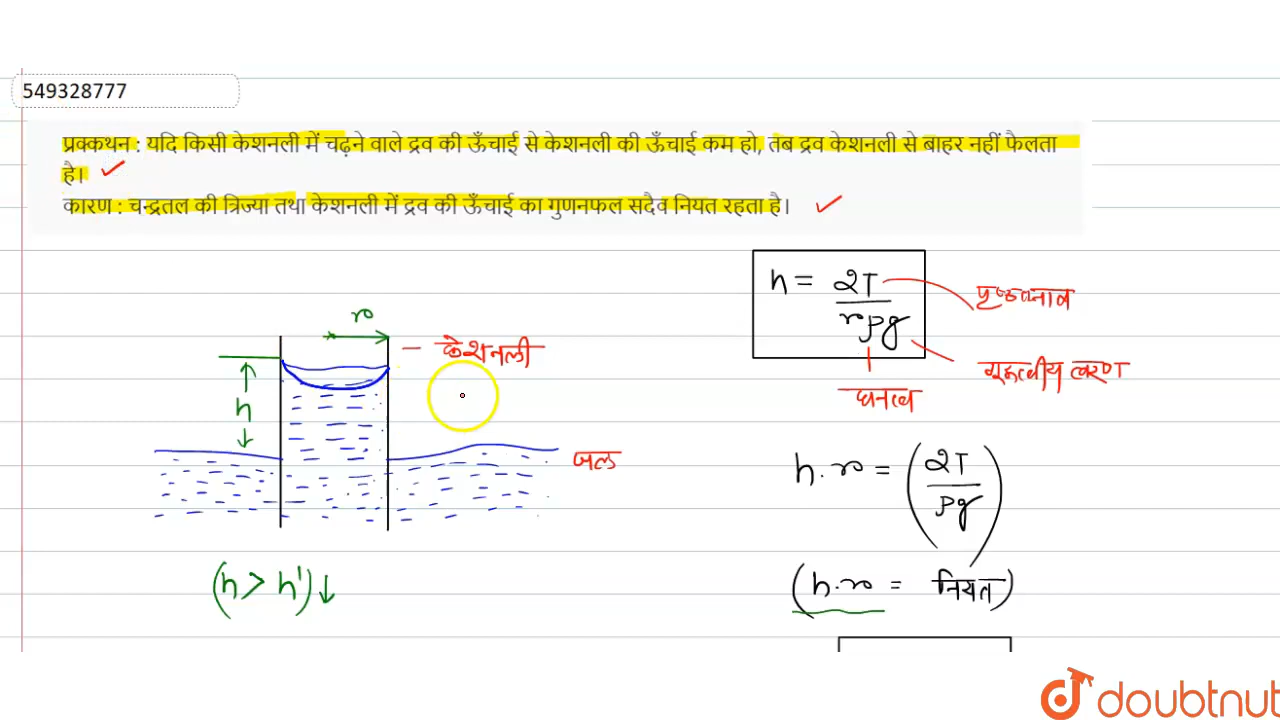 549328777
प्रक्कथन : यदि किसी केशनली में चढ़ने वाले द्रव की ऊँचाई से केशनली की ऊँचाई कम हो, तब द्रव केशनली से बाहर नहीं फैलता
है।
कारण : चन्द्रतल की त्रिज्या तथा केशनली में द्रव की ऊँचाई का गुणनफल सदैव नियत रहता है।
h = 2T / rρg
पृष्ठतनाव
गुरुत्वीय त्वरण
घनत्व
r
केशनली
h
जल
h.r = (2T / ρg)
(h > h')↓
(h.r = नियत)
doubtnut